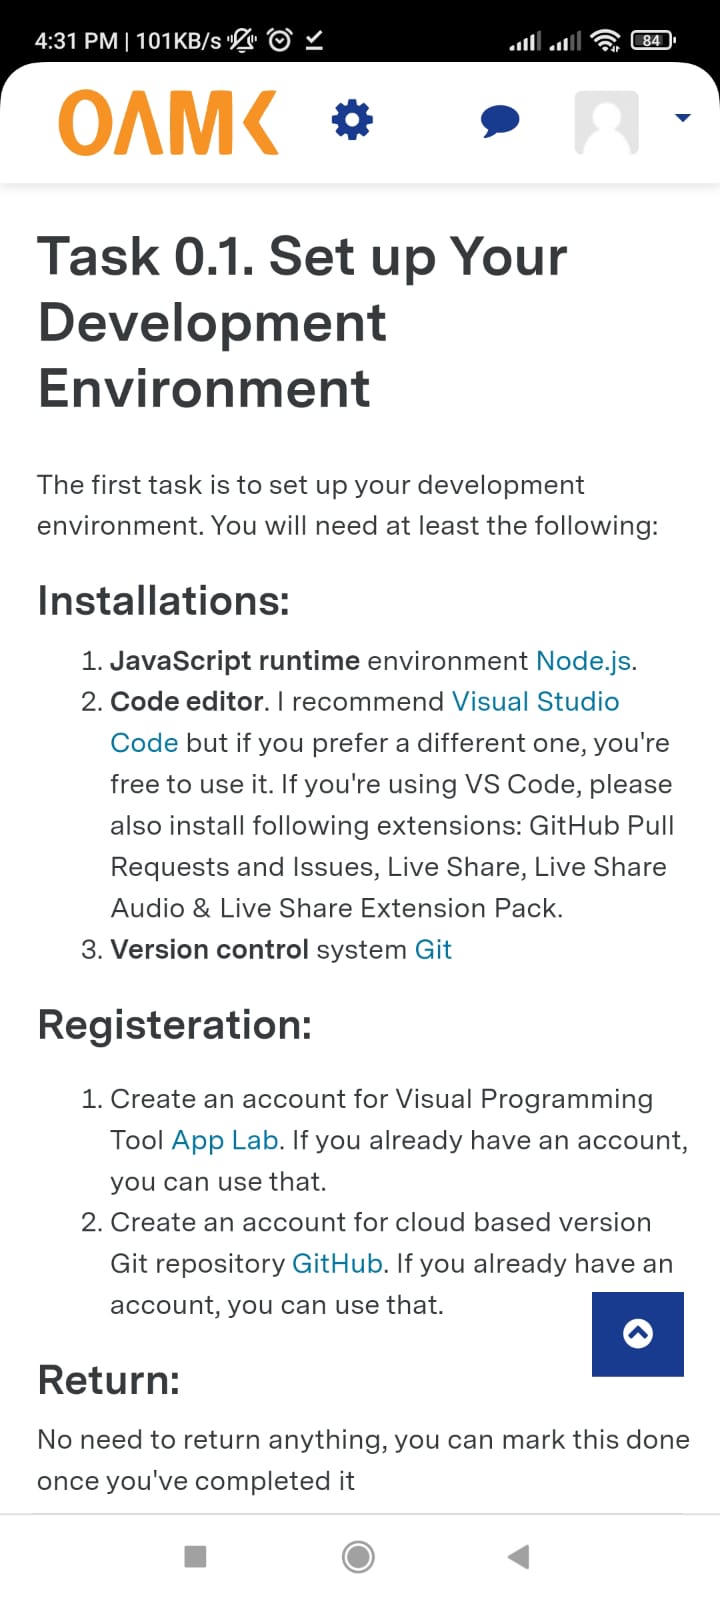 4:31 PM | 101KB/s
84
OAMK
Task 0.1. Set up Your
Development
Environment
The first task is to set up your development
environment. You will need at least the following:
Installations:
1. JavaScript runtime environment Node.js.
2. Code editor. I recommend Visual Studio
Code but if you prefer a different one, you're
free to use it. If you're using VS Code, please
also install following extensions: GitHub Pull
Requests and Issues, Live Share, Live Share
Audio & Live Share Extension Pack.
3. Version control system Git
Registeration:
1. Create an account for Visual Programming
Tool App Lab. If you already have an account,
you can use that.
2. Create an account for cloud based version
Git repository GitHub. If you already have an
account, you can use that.
Return:
No need to return anything, you can mark this done
once you've completed it